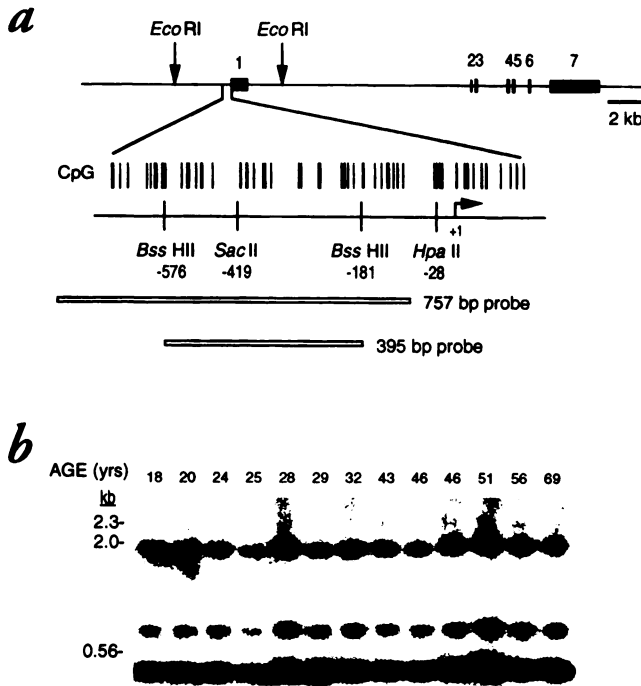 a
EcoRI EcoRI
1 23 45 6 7
2 kb
CpG
+1
Bss HII Sac II Bss HII Hpa II
-576 -419 -181 -28
757 bp probe
395 bp probe
b
AGE (yrs) 18 20 24 25 28 29 32 43 46 46 51 56 69
kb
2.3-
2.0-
0.56-